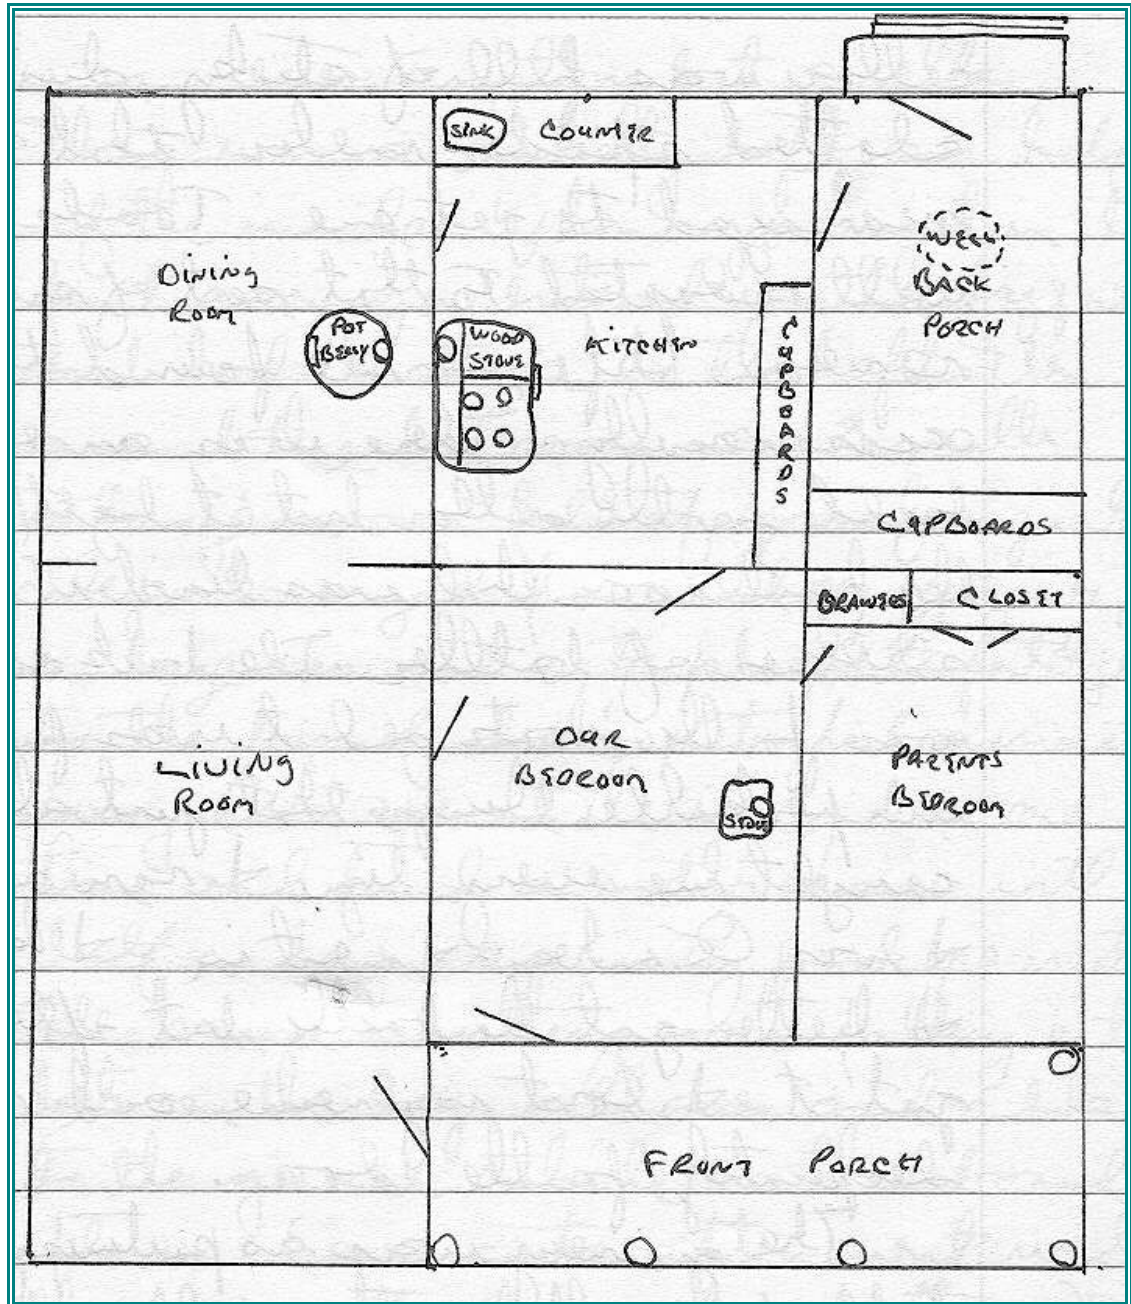 SINK COUNTER
WELL
BACK
PORCH
DINING
ROOM
POT
BELLY
WOOD
STOVE
KITCHEN
CUPBOARDS
CUPBOARDS
DRAWERS CLOSET
OUR
BEDROOM
PARENTS
BEDROOM
LIVING
ROOM
STOVE
FRONT PORCH